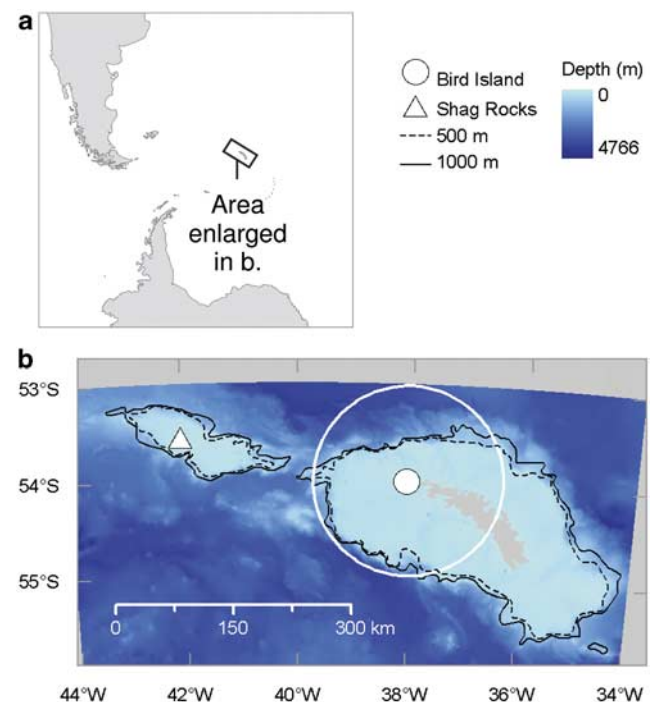 a
Area
enlarged
in b.
Bird Island
Shag Rocks
500 m
1000 m
Depth (m)
0
4766
b
53°S
54°S
55°S
0 150 300 km
44°W 42°W 40°W 38°W 36°W 34°W